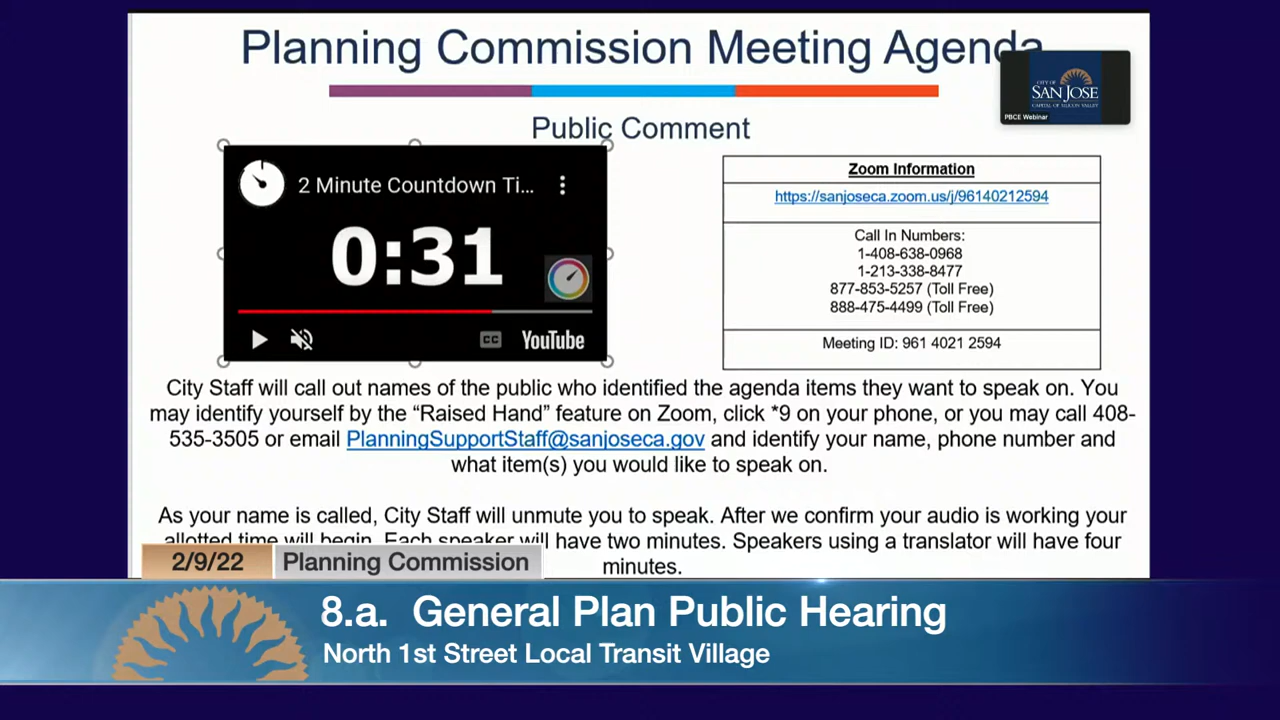 Planning Commission Meeting Agenda
CITY OF
SAN JOSE
CAPITAL OF SILICON VALLEY
PBCE Webinar
Public Comment
2 Minute Countdown Ti...
0:31
CC
YouTube
Zoom Information
https://sanjoseca.zoom.us/j/96140212594
Call In Numbers:
1-408-638-0968
1-213-338-8477
877-853-5257 (Toll Free)
888-475-4499 (Toll Free)
Meeting ID: 961 4021 2594
City Staff will call out names of the public who identified the agenda items they want to speak on. You
may identify yourself by the “Raised Hand” feature on Zoom, click *9 on your phone, or you may call 408-
535-3505 or email PlanningSupportStaff@sanjoseca.gov and identify your name, phone number and
what item(s) you would like to speak on.
As your name is called, City Staff will unmute you to speak. After we confirm your audio is working your
allotted time will begin. Each speaker will have two minutes. Speakers using a translator will have four
minutes.
2/9/22
Planning Commission
8.a. General Plan Public Hearing
North 1st Street Local Transit Village